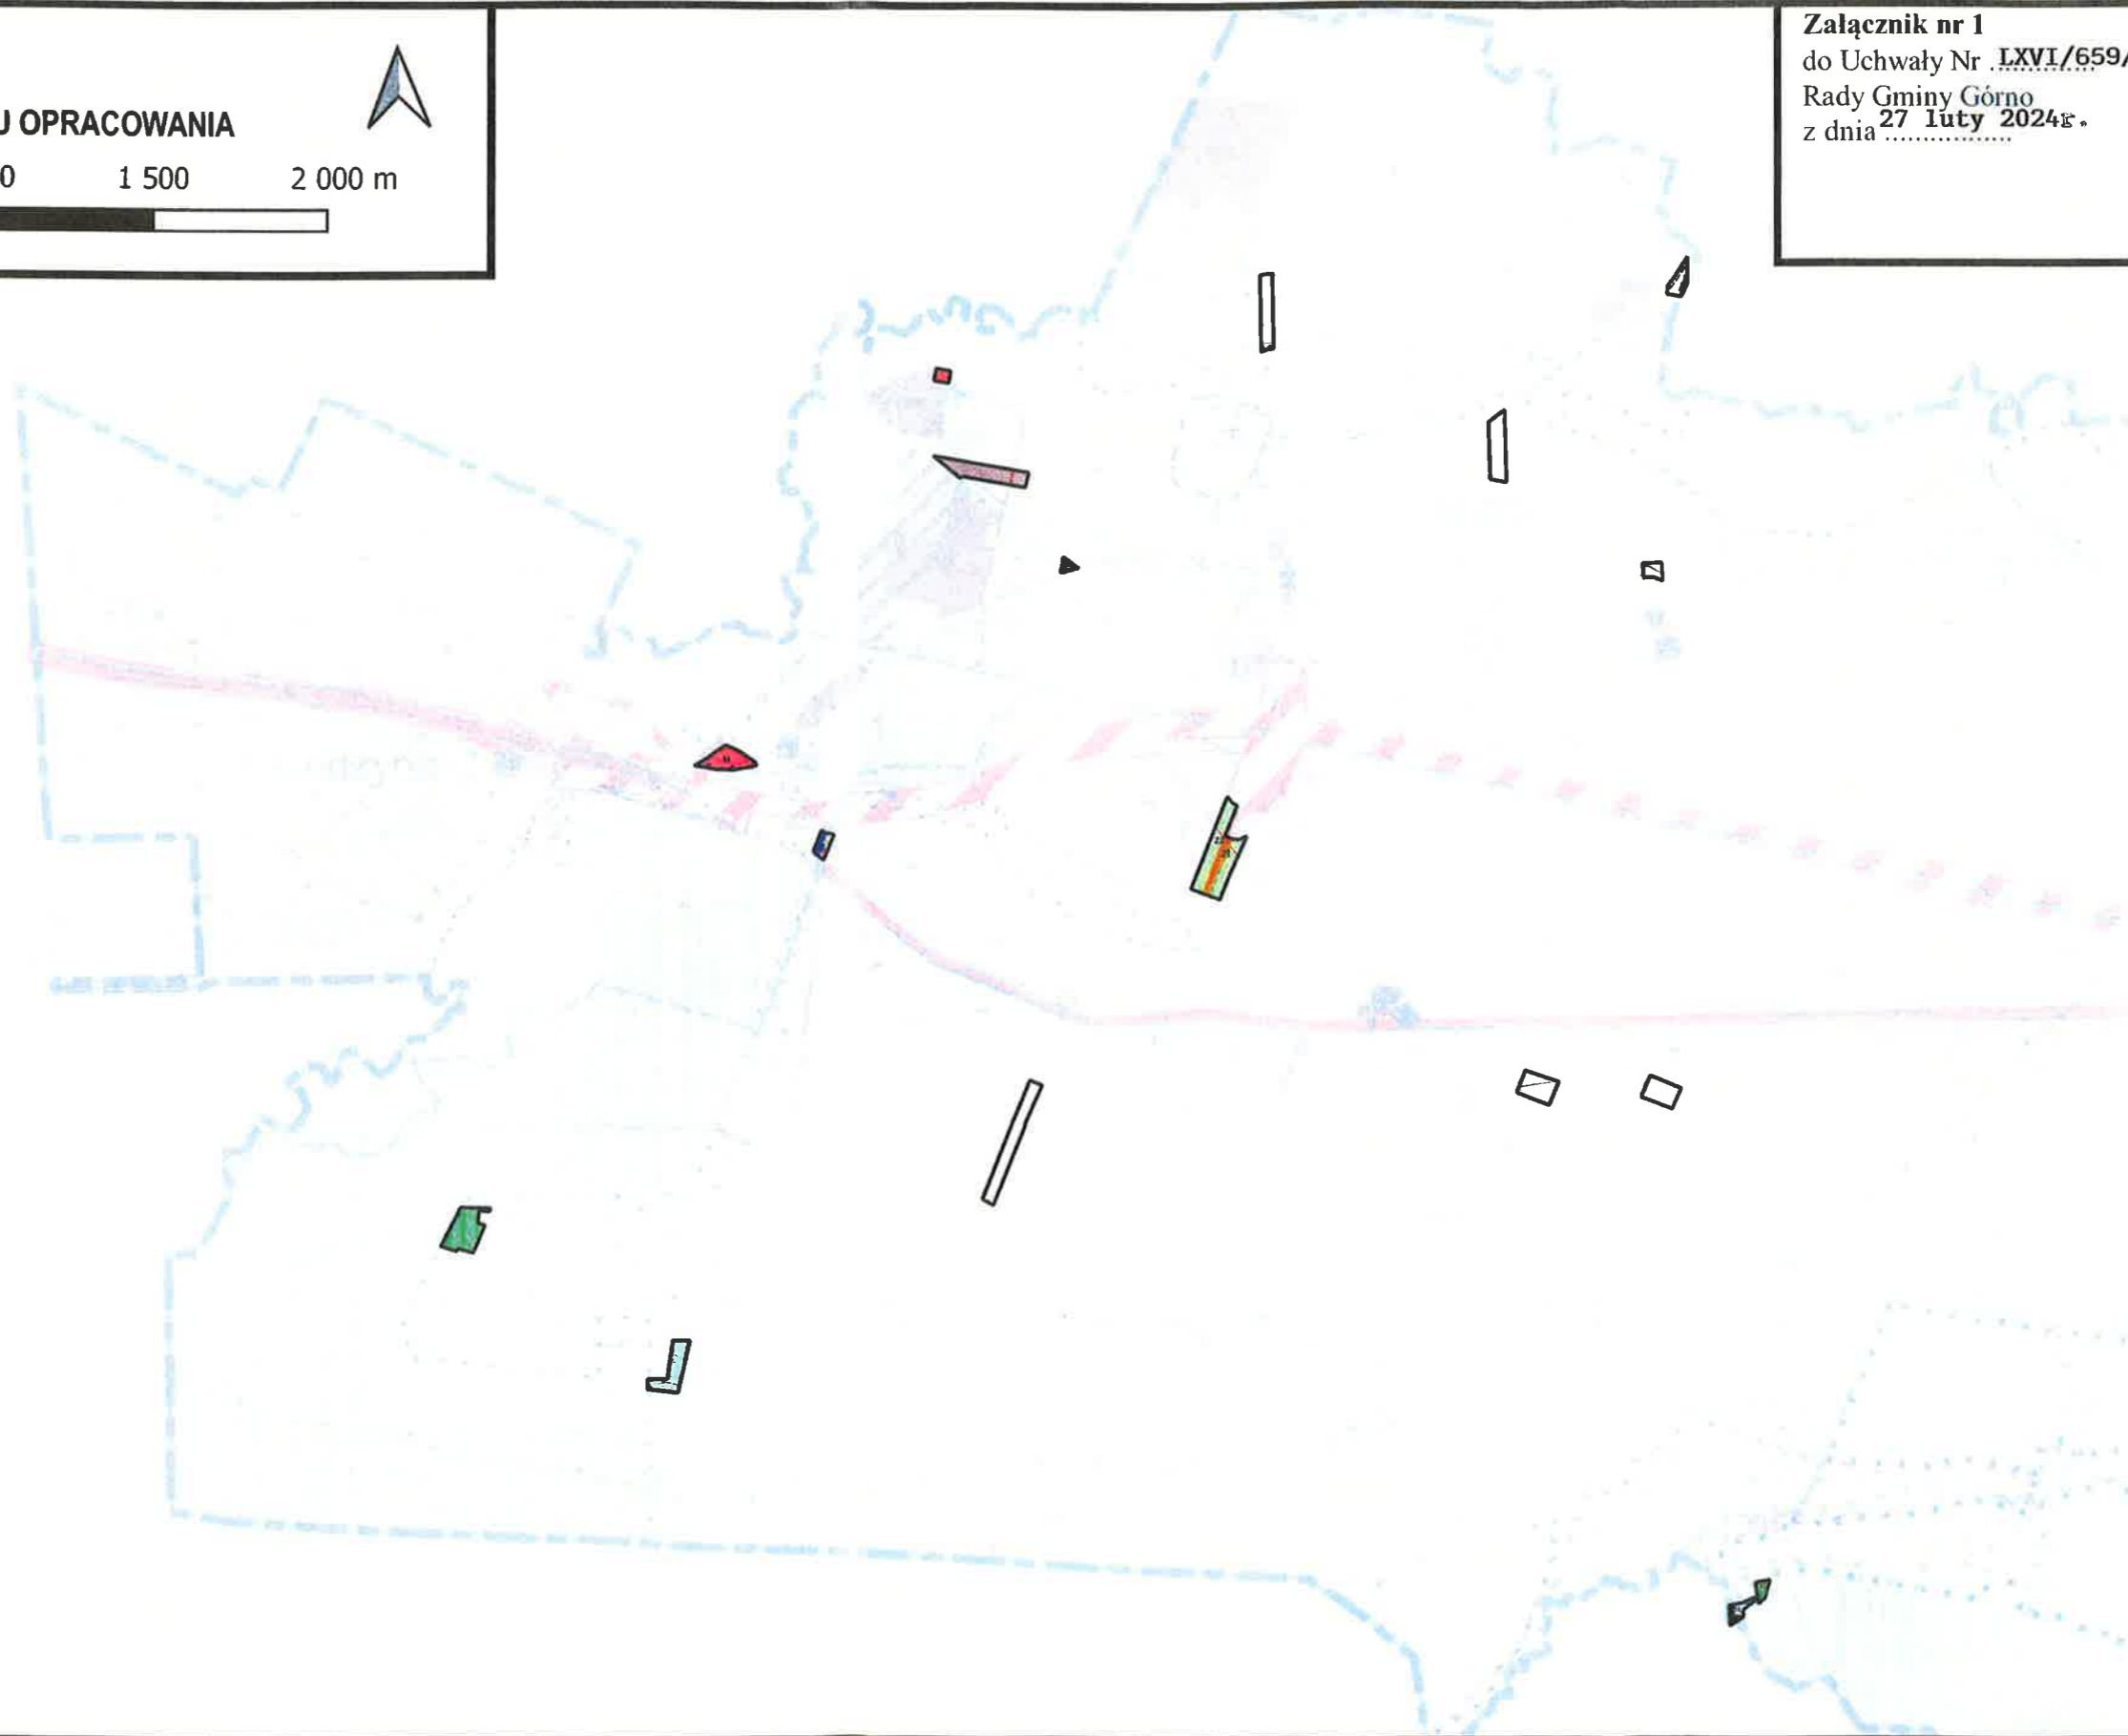 J OPRACOWANIA
0 1 500 2 000 m
Załącznik nr 1
do Uchwały Nr .LXVI/659/
Rady Gminy Górno
z dnia 27 luty 2024r.